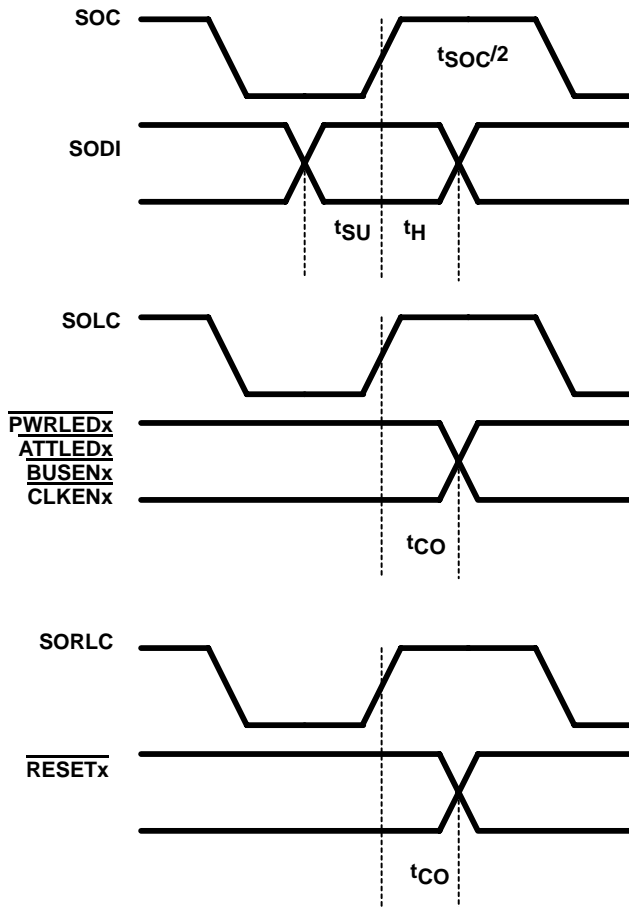 SOC
tSOC/2
SODI
tSU
tH
SOLC
PWRLEDx
ATTLEDx
BUSENx
CLKENx
tCO
SORLC
RESETx
tCO